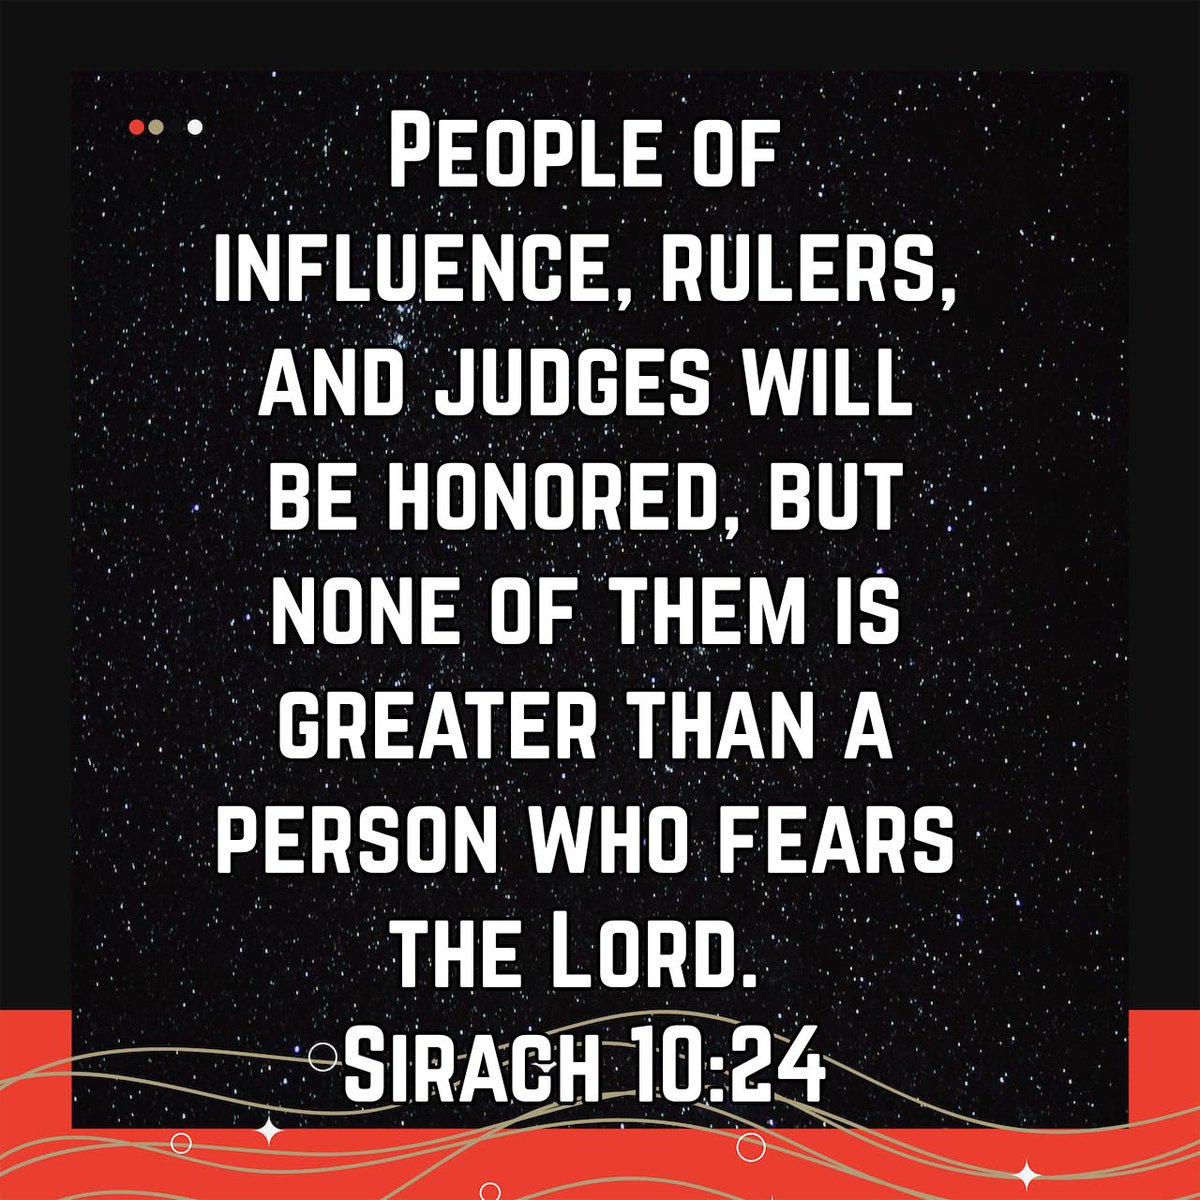 People of
influence, rulers,
and judges will
be honored, but
none of them is
greater than a
person who fears
the Lord.
Sirach 10:24